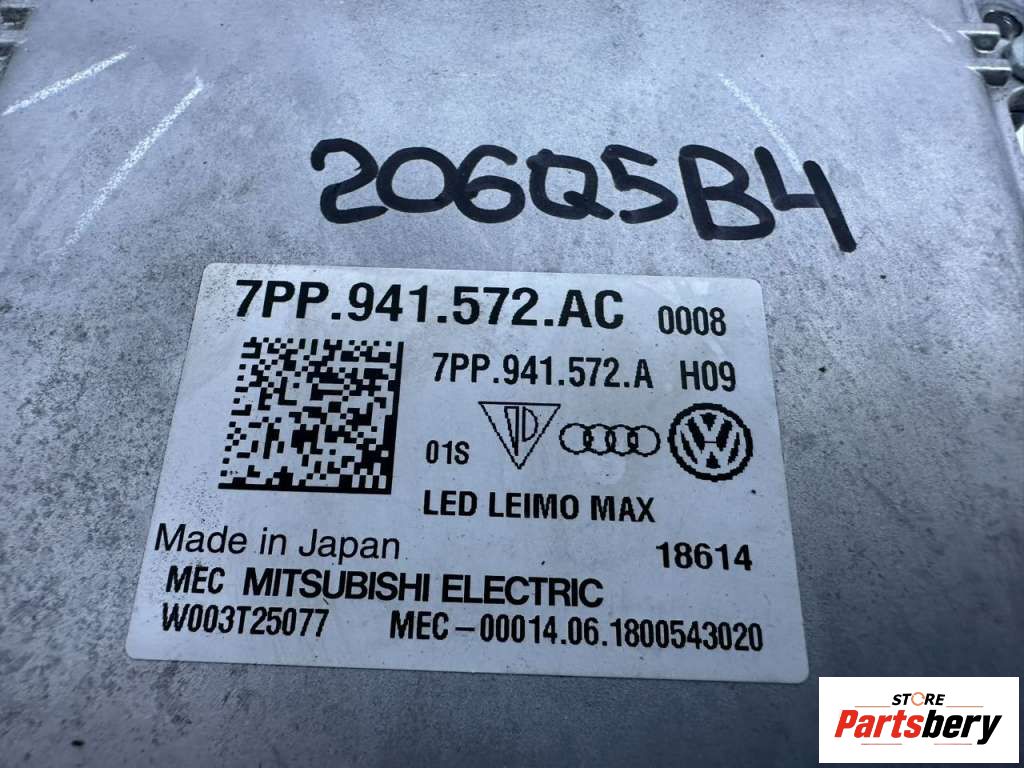 206Q5B4
7PP.941.572.AC 0008
7PP.941.572.A H09
01S
LED LEIMO MAX
Made in Japan 18614
MEC MITSUBISHI ELECTRIC
W003T25077 MEC-00014.06.1800543020
STORE
Partsbery